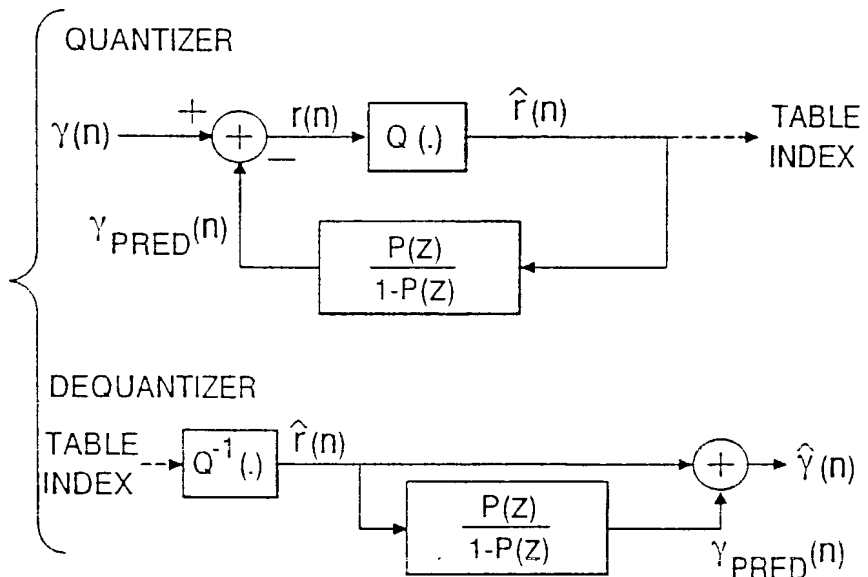 QUANTIZER
γ(n)
+
+
−
r(n)
Q (.)
r̂(n)
TABLE
INDEX
γPRED(n)
P(Z)
1-P(Z)
DEQUANTIZER
TABLE
INDEX
Q-1(.)
r̂(n)
+
γ̂(n)
P(Z)
1-P(Z)
γPRED(n)